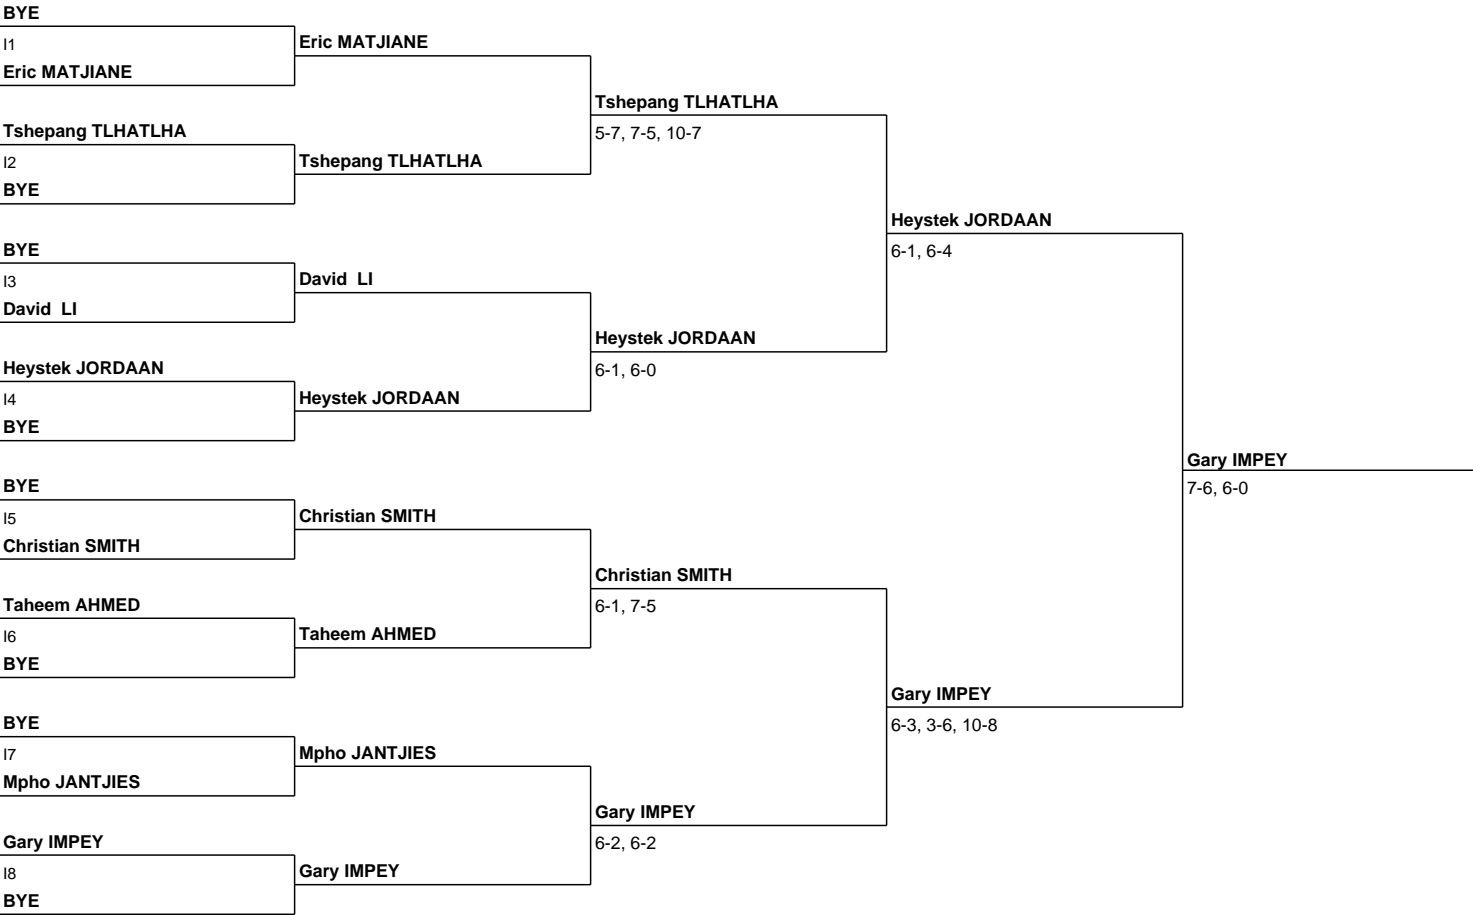 BYE
I1
Eric MATJIANE
Eric MATJIANE
Tshepang TLHATLHA
5-7, 7-5, 10-7
Tshepang TLHATLHA
I2
BYE
Tshepang TLHATLHA
Heystek JORDAAN
6-1, 6-4
BYE
I3
David  LI
David  LI
Heystek JORDAAN
6-1, 6-0
Heystek JORDAAN
I4
BYE
Heystek JORDAAN
Gary IMPEY
7-6, 6-0
BYE
I5
Christian SMITH
Christian SMITH
Christian SMITH
6-1, 7-5
Taheem AHMED
I6
BYE
Taheem AHMED
Gary IMPEY
6-3, 3-6, 10-8
BYE
I7
Mpho JANTJIES
Mpho JANTJIES
Gary IMPEY
6-2, 6-2
Gary IMPEY
I8
BYE
Gary IMPEY